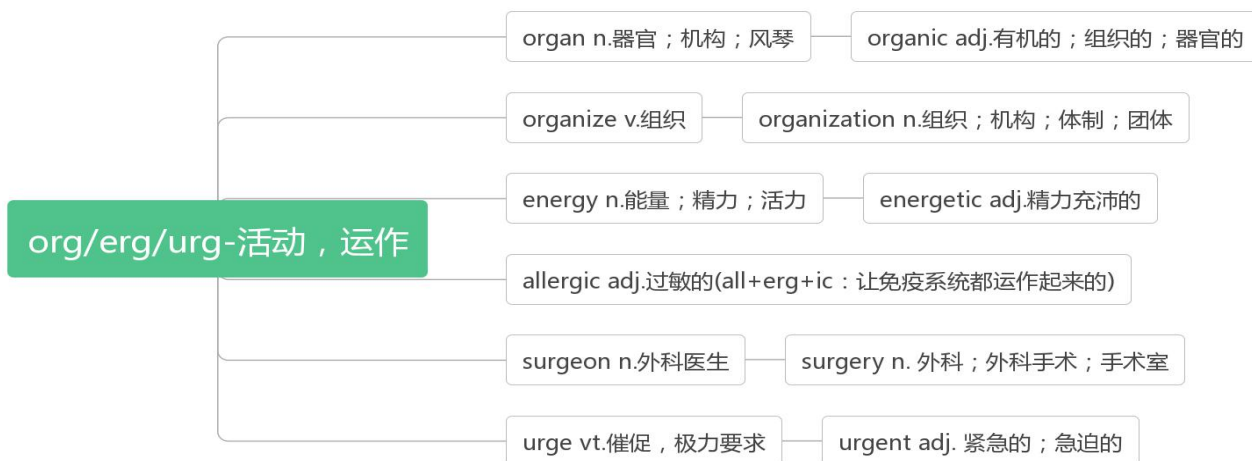 organ n.器官；机构；风琴
organic adj.有机的；组织的；器官的
organize v.组织
organization n.组织；机构；体制；团体
energy n.能量；精力；活力
energetic adj.精力充沛的
org/erg/urg-活动，运作
allergic adj.过敏的(all+erg+ic：让免疫系统都运作起来的)
surgeon n.外科医生
surgery n. 外科；外科手术；手术室
urge vt.催促，极力要求
urgent adj. 紧急的；急迫的